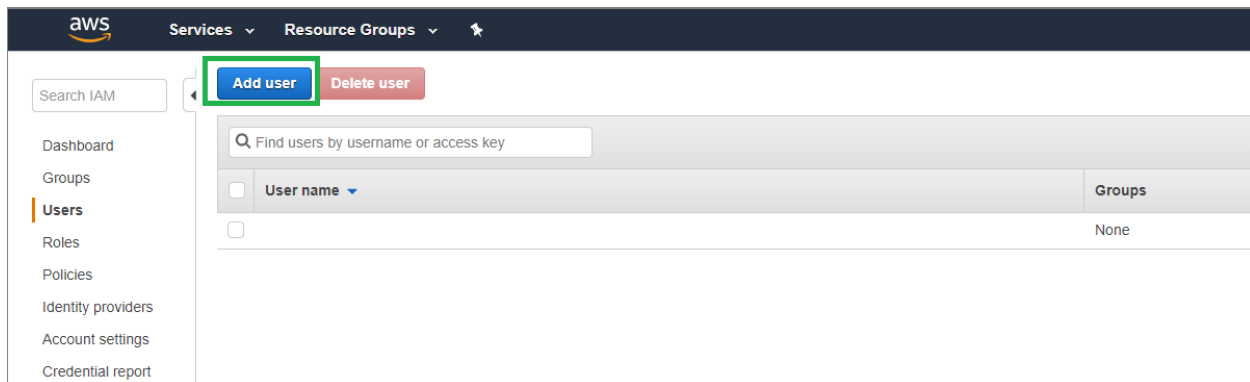 aws Services Resource Groups
Add user Delete user
Search IAM
Find users by username or access key
Dashboard
Groups
Users
Roles
Policies
Identity providers
Account settings
Credential report
User name Groups
None